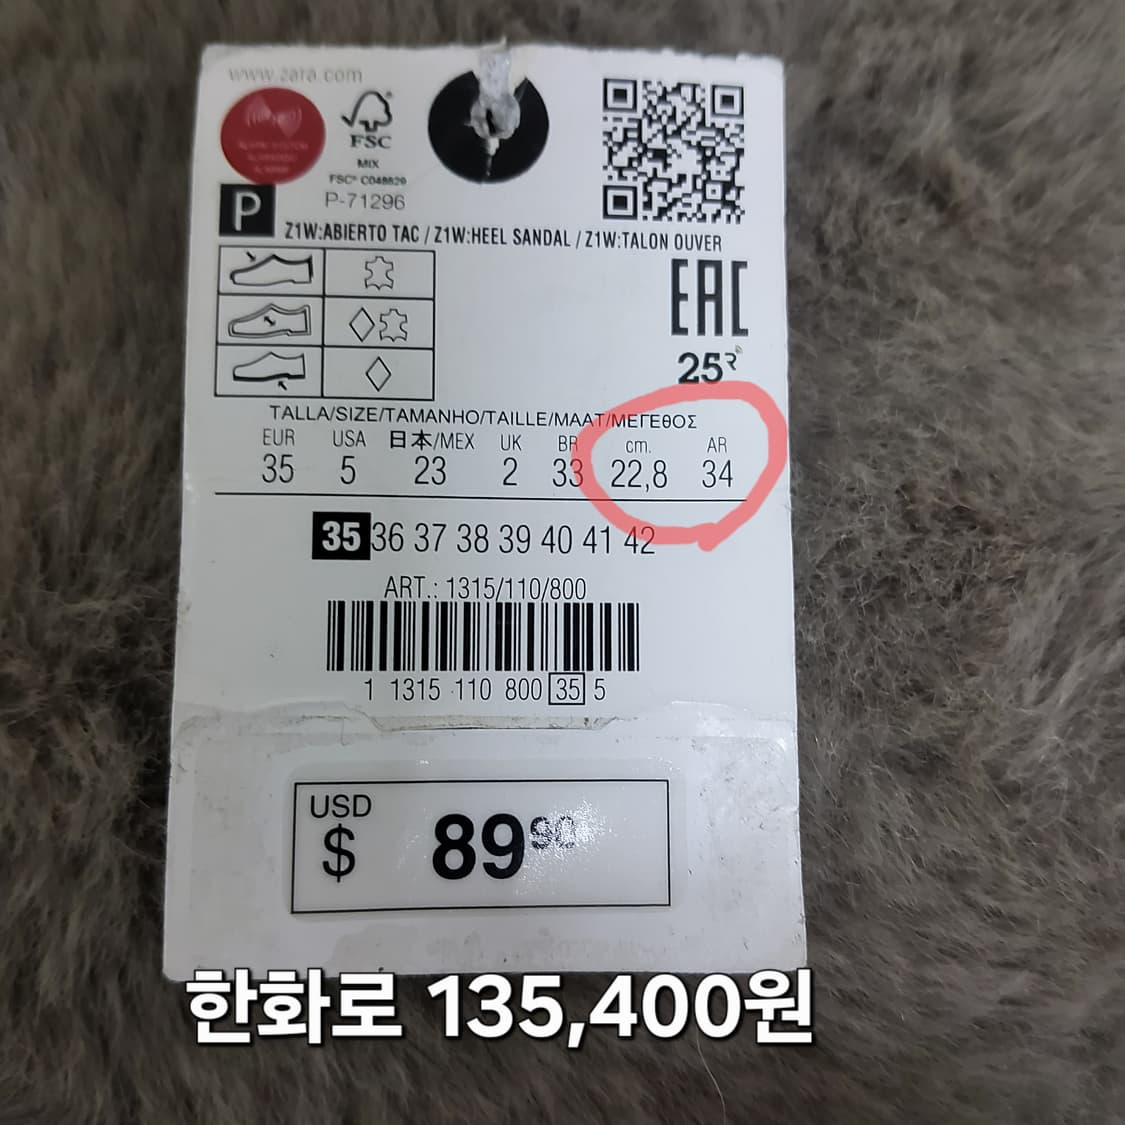 www.zara.com
FSC
MIX
FSC® C048829
P-71296
P
Z1W:ABIERTO TAC / Z1W:HEEL SANDAL / Z1W:TALON OUVER
EAC
25
TALLA/SIZE/TAMANHO/TAILLE/MAAT/ΜΕΓΕΘΟΣ
EUR USA 日本/MEX UK BR cm. AR
35 5 23 2 33 22,8 34
35 36 37 38 39 40 41 42
ART.: 1315/110/800
1 1315 110 800 35 5
USD
$ 89 90
한화로 135,400원